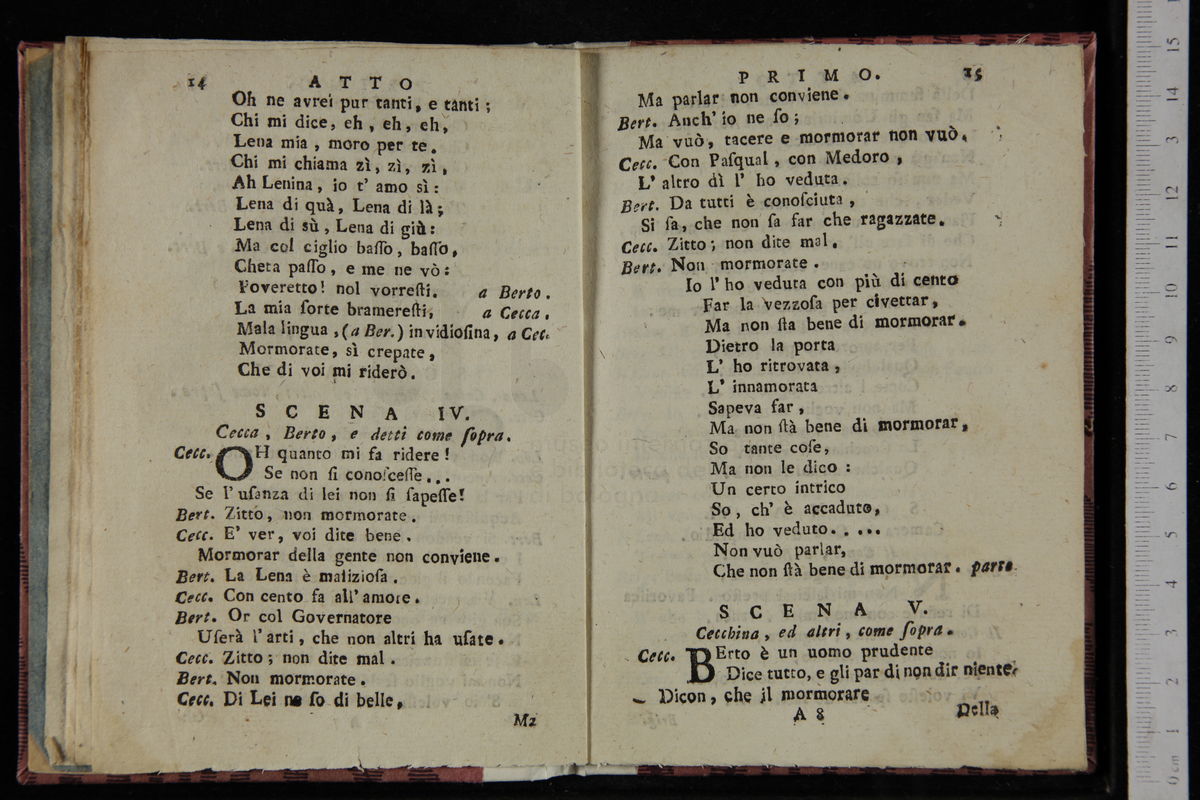 14 ATTO
Oh ne avrei pur tanti, e tanti;
Chi mi dice, eh, eh, eh,
Lena mia, moro per te.
Chi mi chiama zì, zì, zì,
Ah Lenina, io t' amo sì:
Lena di quà, Lena di là;
Lena di sù, Lena di giù:
Ma col ciglio baſſo, baſſo,
Cheta paſſo, e me ne vò:
Poveretto! nol vorreſti. a Berto.
La mia ſorte bramereſti, a Cecca.
Mala lingua, (a Ber.) invidioſina, a Cec.
Mormorate, sì crepate,
Che di voi mi riderò.
SCENA IV.
Cecca, Berto, e detti come ſopra.
Cecc. OH quanto mi fa ridere!
Se non ſi conoſceſſe...
Se l' uſanza di lei non ſi ſapeſſe!
Bert. Zitto, non mormorate.
Cecc. E' ver, voi dite bene.
Mormorar della gente non conviene.
Bert. La Lena è malizioſa.
Cecc. Con cento fa all' amore.
Bert. Or col Governatore
Uſerà l' arti, che non altri ha uſate.
Cecc. Zitto; non dite mal.
Bert. Non mormorate.
Cecc. Di Lei ne ſo di belle,
Ma
PRIMO. 15
Ma parlar non conviene.
Bert. Anch' io ne ſo;
Ma vuò, tacere e mormorar non vuò.
Cecc. Con Paſqual, con Medoro,
L' altro dì l' ho veduta.
Bert. Da tutti è conoſciuta,
Si ſa, che non ſa far che ragazzate.
Cecc. Zitto; non dite mal.
Bert. Non mormorate.
Io l' ho veduta con più di cento
Far la vezzoſa per civettar,
Ma non ſta bene di mormorar.
Dietro la porta
L' ho ritrovata,
L' innamorata
Sapeva far,
Ma non ſtà bene di mormorar,
So tante coſe,
Ma non le dico:
Un certo intrico
So, ch' è accaduto,
Ed ho veduto.....
Non vuò parlar,
Che non ſtà bene di mormorar. parte
SCENA V.
Cecchina, ed altri, come ſopra.
Cecc. BErto è un uomo prudente
Dice tutto, e gli par di non dir niente.
Dicon, che il mormorare
A 8 Della